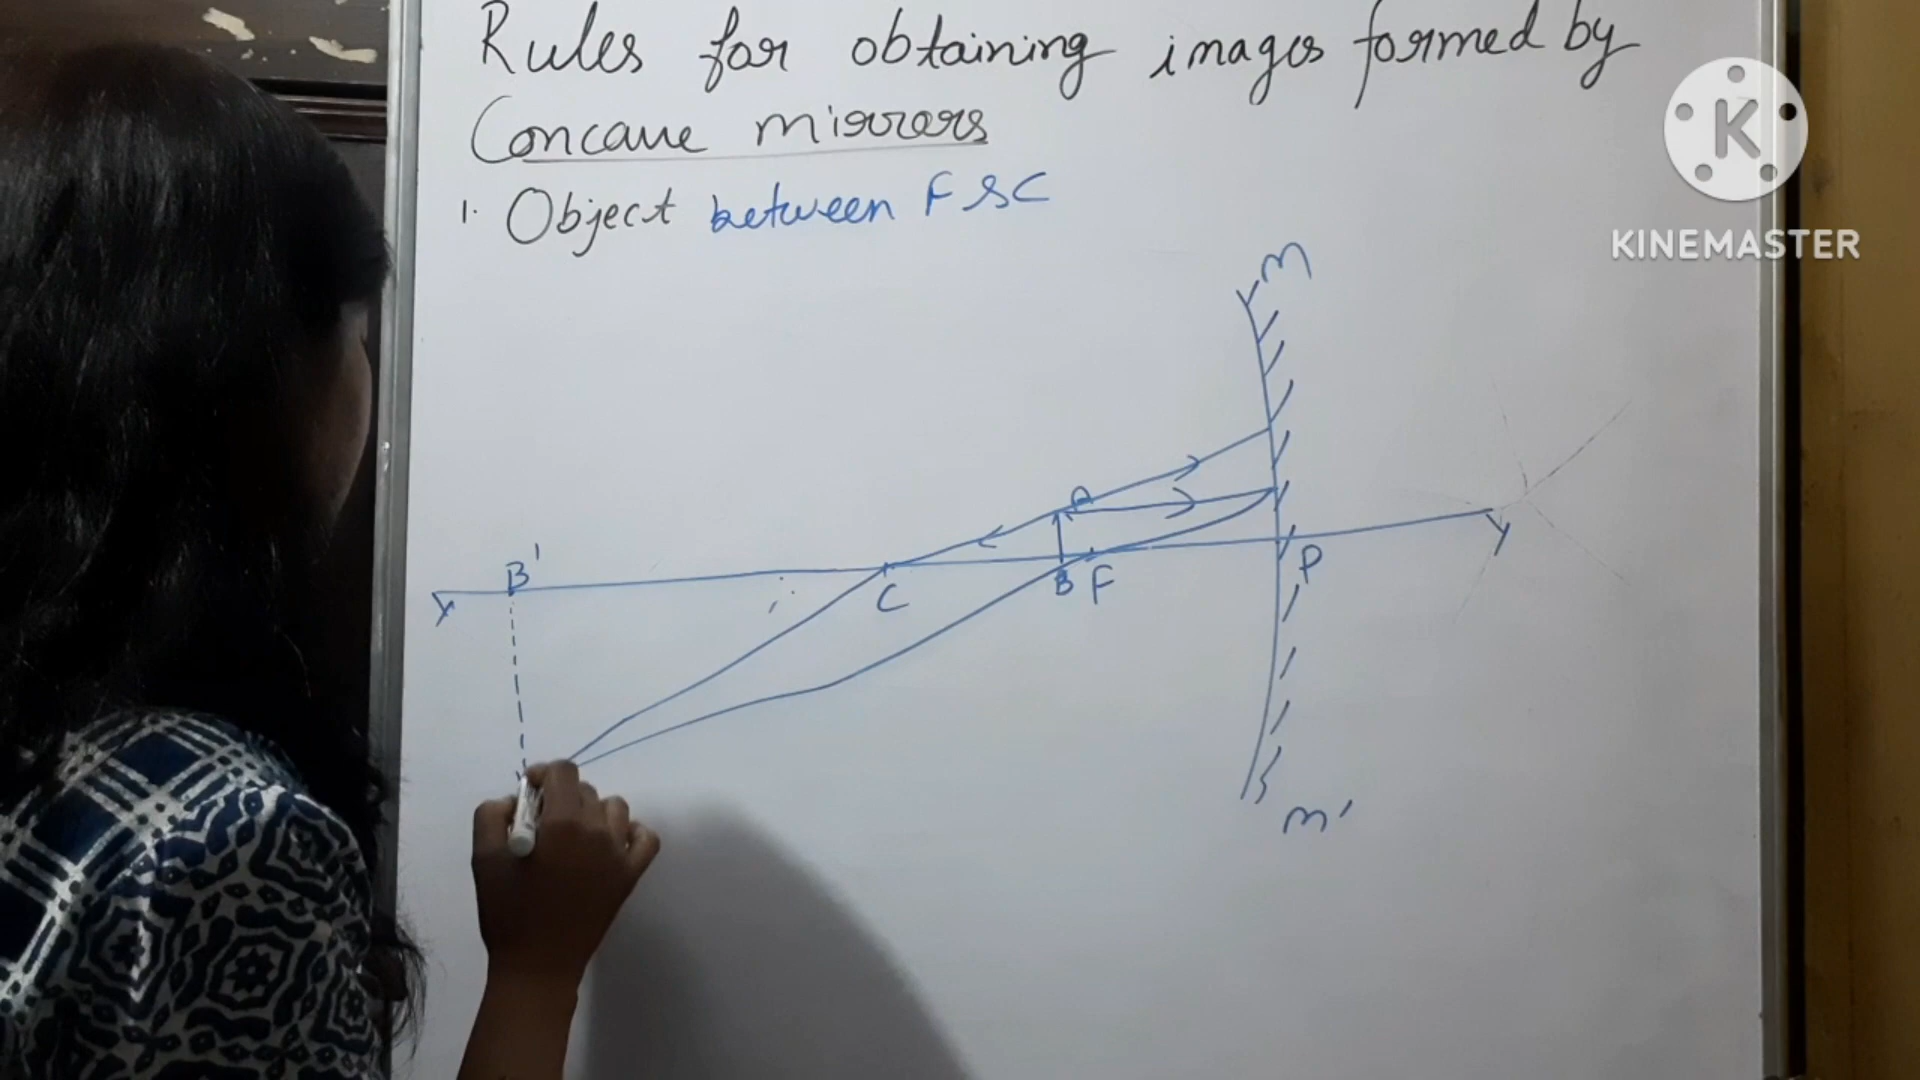 Rules for obtaining images formed by
Concave mirrors
1. Object between F & C
M
A
B'
X
C
B
F
P
Y
M'
K
KINEMASTER